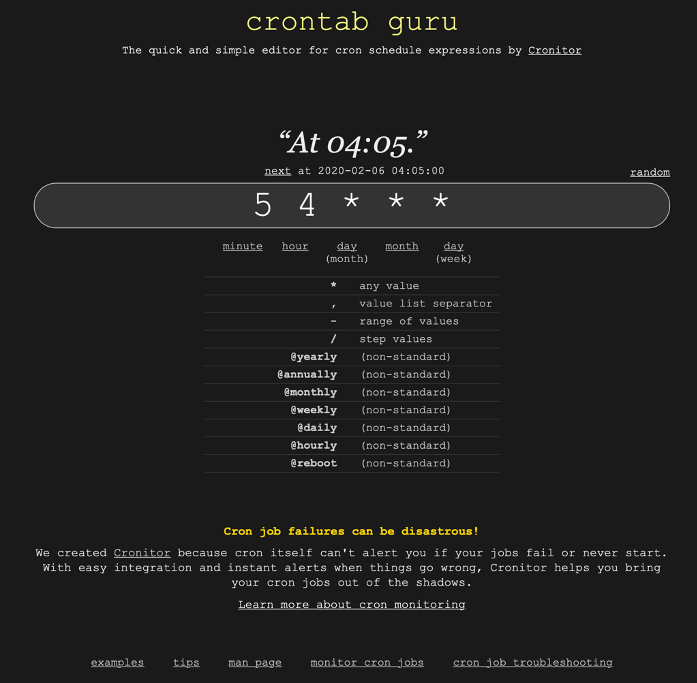 crontab guru
The quick and simple editor for cron schedule expressions by Cronitor
“At 04:05.”
next at 2020-02-06 04:05:00
random
5 4 * * *
minute hour day month day
(month) (week)
* any value
, value list separator
- range of values
/ step values
@yearly (non-standard)
@annually (non-standard)
@monthly (non-standard)
@weekly (non-standard)
@daily (non-standard)
@hourly (non-standard)
@reboot (non-standard)
Cron job failures can be disastrous!
We created Cronitor because cron itself can't alert you if your jobs fail or never start.
With easy integration and instant alerts when things go wrong, Cronitor helps you bring
your cron jobs out of the shadows.
Learn more about cron monitoring
examples tips man page monitor cron jobs cron job troubleshooting